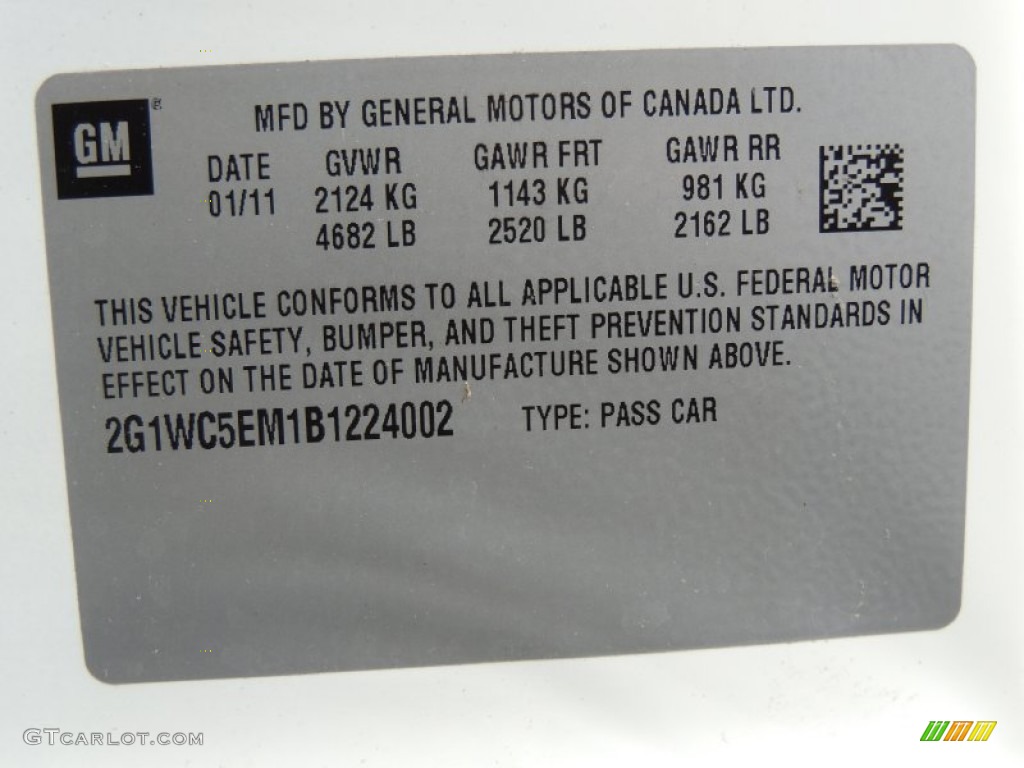 GM ®
MFD BY GENERAL MOTORS OF CANADA LTD.
DATE GVWR GAWR FRT GAWR RR
01/11 2124 KG 1143 KG 981 KG
4682 LB 2520 LB 2162 LB
THIS VEHICLE CONFORMS TO ALL APPLICABLE U.S. FEDERAL MOTOR
VEHICLE SAFETY, BUMPER, AND THEFT PREVENTION STANDARDS IN
EFFECT ON THE DATE OF MANUFACTURE SHOWN ABOVE.
2G1WC5EM1B1224002 TYPE: PASS CAR
GTCARLOT.COM